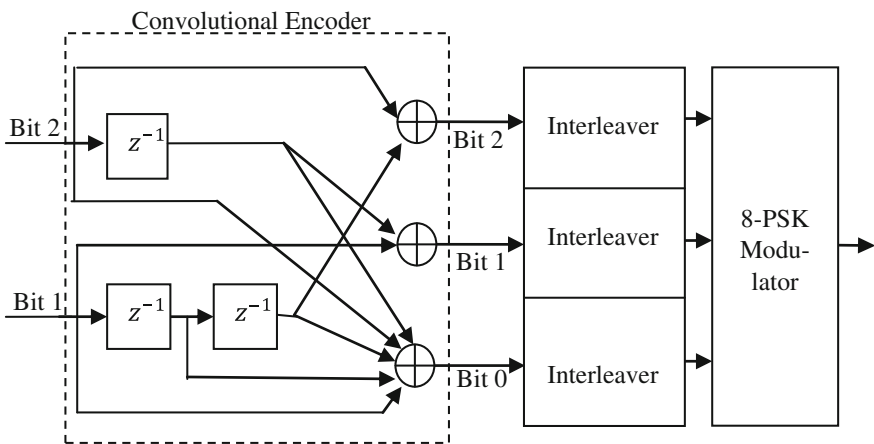 Convolutional Encoder
Bit 2
z⁻¹
Bit 2
Interleaver
Bit 1
Interleaver
8-PSK
Modu-
lator
Bit 1
z⁻¹
z⁻¹
Bit 0
Interleaver